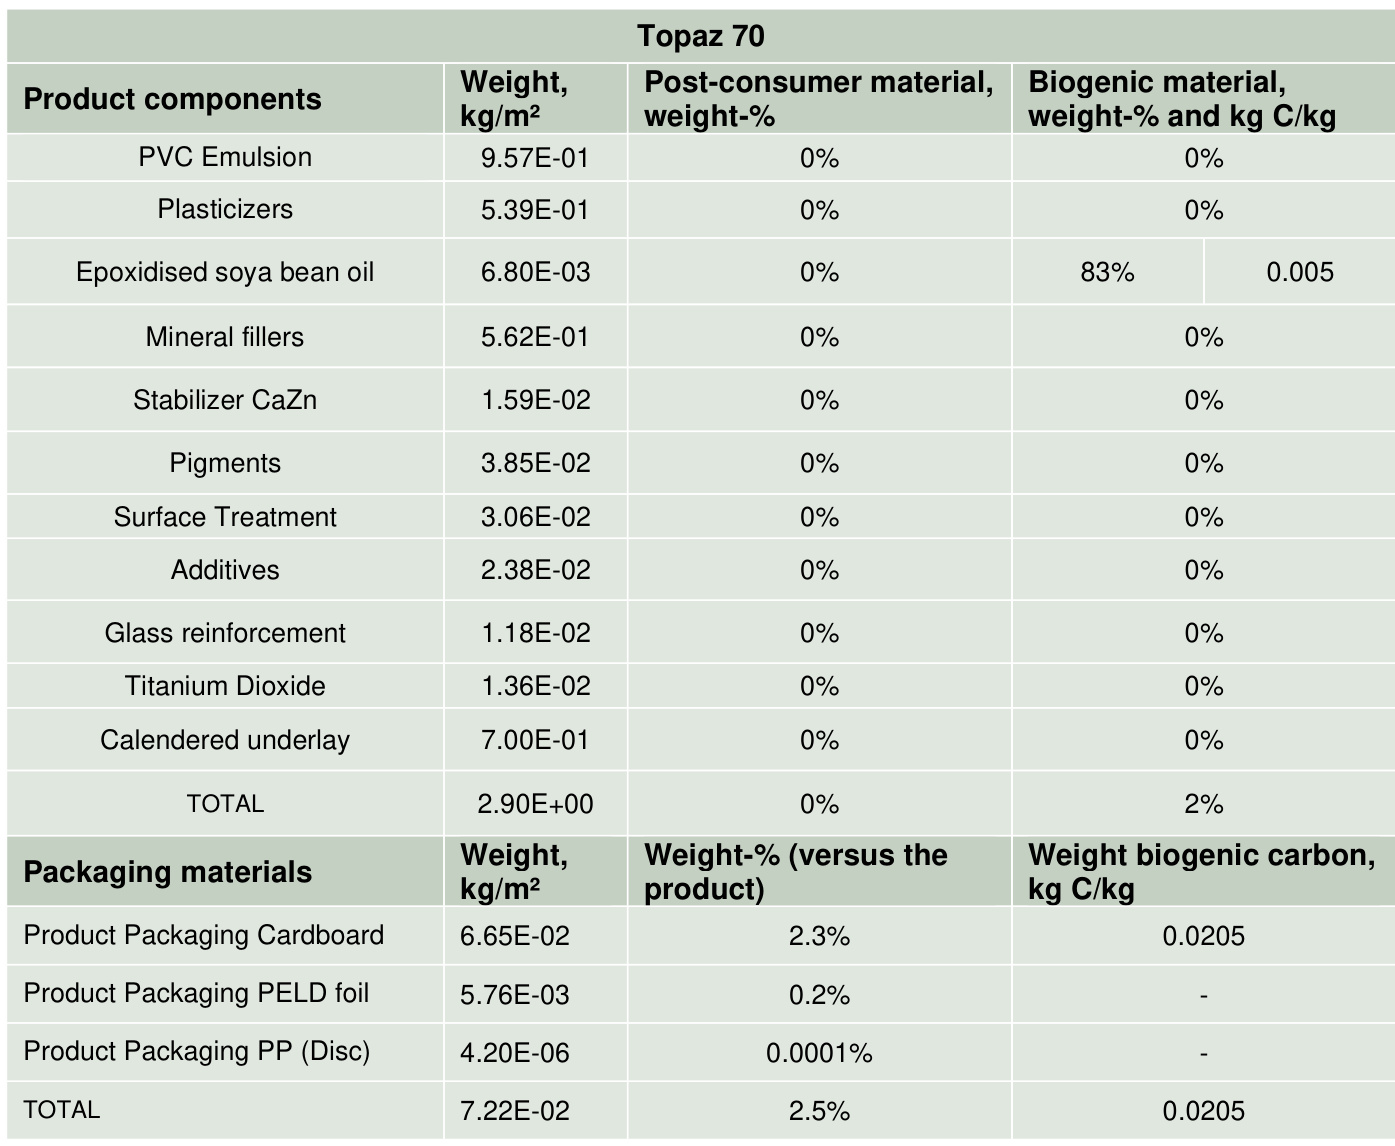 Topaz 70
Product components
Weight,
kg/m²
Post-consumer material,
weight-%
Biogenic material,
weight-% and kg C/kg
PVC Emulsion 9.57E-01 0% 0%
Plasticizers 5.39E-01 0% 0%
Epoxidised soya bean oil 6.80E-03 0% 83% 0.005
Mineral fillers 5.62E-01 0% 0%
Stabilizer CaZn 1.59E-02 0% 0%
Pigments 3.85E-02 0% 0%
Surface Treatment 3.06E-02 0% 0%
Additives 2.38E-02 0% 0%
Glass reinforcement 1.18E-02 0% 0%
Titanium Dioxide 1.36E-02 0% 0%
Calendered underlay 7.00E-01 0% 0%
TOTAL 2.90E+00 0% 2%
Packaging materials
Weight,
kg/m²
Weight-% (versus the
product)
Weight biogenic carbon,
kg C/kg
Product Packaging Cardboard 6.65E-02 2.3% 0.0205
Product Packaging PELD foil 5.76E-03 0.2% -
Product Packaging PP (Disc) 4.20E-06 0.0001% -
TOTAL 7.22E-02 2.5% 0.0205